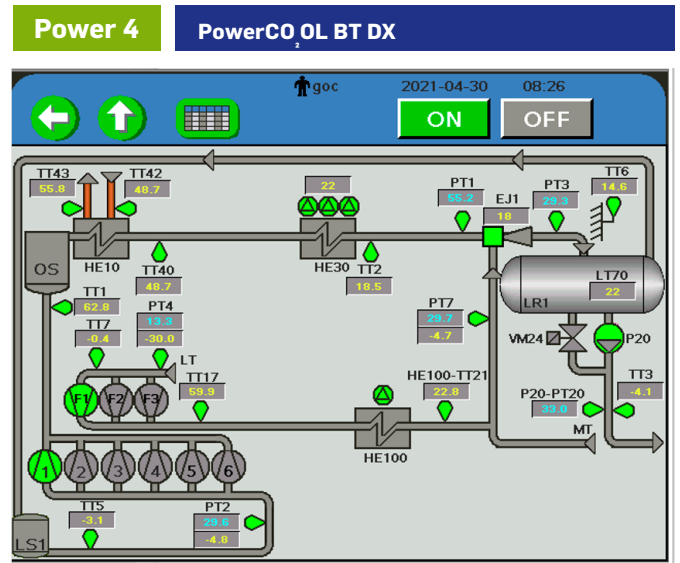 Power 4
PowerCO₂OL BT DX
goc 2021-04-30 08:26
ON OFF
TT43 TT42
55.8 48.7
22
PT1
55.2
EJ1
18
PT3
29.3
TT6
14.6
OS
HE10
HE30
TT40
48.7
TT2
18.5
LT70
22
LR1
TT1
62.8
PT4
13.3
-30.0
TT7
-0.4
PT7
29.7
-4.7
VM24
P20
LT
F1 F2 F3
TT17
59.9
HE100-TT21
22.8
P20-PT20
33.0
TT3
-4.1
MT
HE100
1 2 3 4 5 6
TT5
-3.1
PT2
29.6
-4.8
LS1